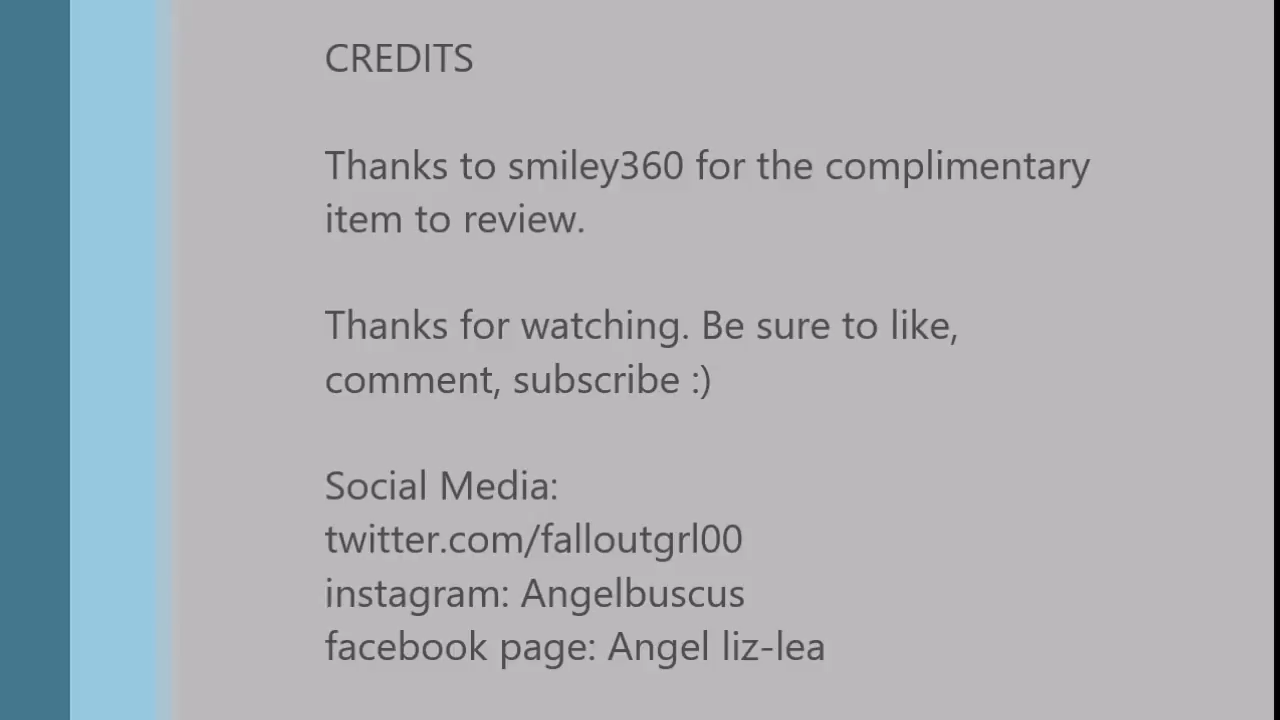 CREDITS
Thanks to smiley360 for the complimentary
item to review.
Thanks for watching. Be sure to like,
comment, subscribe :)
Social Media:
twitter.com/falloutgrl00
instagram: Angelbuscus
facebook page: Angel liz-lea